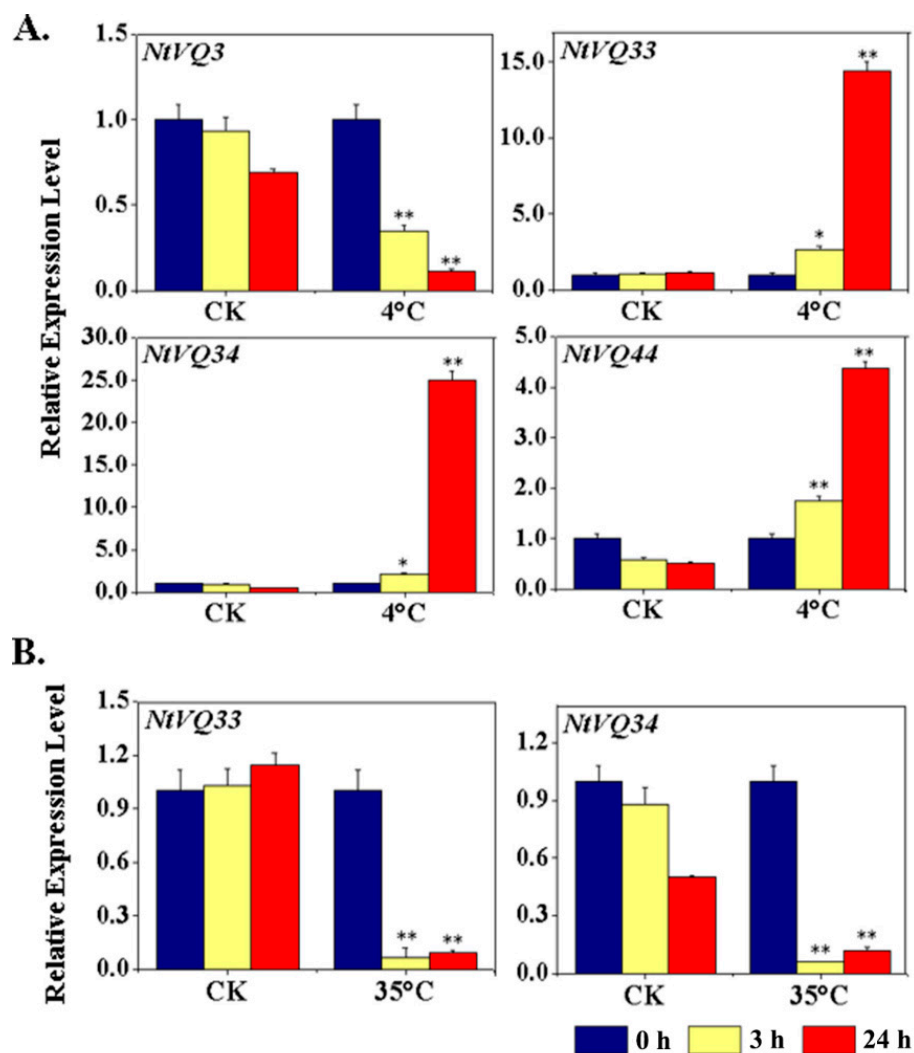 A.
Relative Expression Level
NtVQ3
1.5
1.0
0.5
0.0
CK 4°C
**
**
NtVQ33
15.0
10.0
5.0
0.0
CK 4°C
*
**
NtVQ34
30.0
25.0
20.0
15.0
10.0
5.0
0.0
CK 4°C
*
**
NtVQ44
5.0
4.0
3.0
2.0
1.0
0.0
CK 4°C
**
**
B.
Relative Expression Level
NtVQ33
1.5
1.2
0.9
0.6
0.3
0.0
CK 35°C
** **
NtVQ34
1.2
0.9
0.6
0.3
0.0
CK 35°C
** **
0 h 3 h 24 h